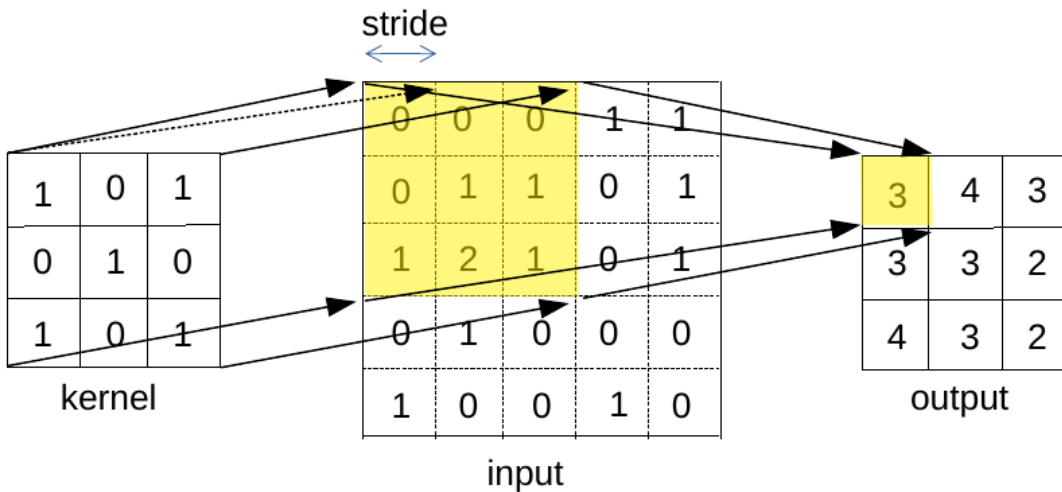 stride
1 0 1
0 1 0
1 0 1
kernel
0 0 0 1 1
0 1 1 0 1
1 2 1 0 1
0 1 0 0 0
1 0 0 1 0
input
3 4 3
3 3 2
4 3 2
output